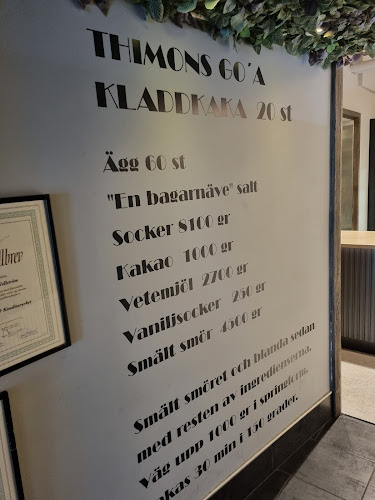 THIMONS GO´A
KLADDKAKA 20 st
Ägg 60 st
"En bagarnäve" salt
Socker 8100 gr
Kakao 1000 gr
Vetemjöl 2700 gr
Vaniljsocker 250 gr
Smält smör 4500 gr
Smält smöret och blanda sedan
med resten av ingredienserna.
Väg upp 1000 gr i springform.
kas 30 min i 150 grader.